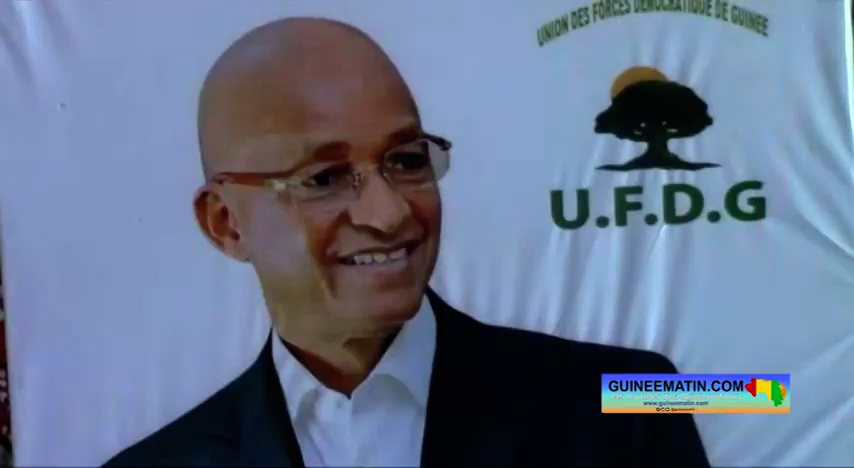 UNION DES FORCES DEMOCRATIQUE DE GUINEE
U.F.D.G
GUINEEMATIN.COM
www.guineematin.com